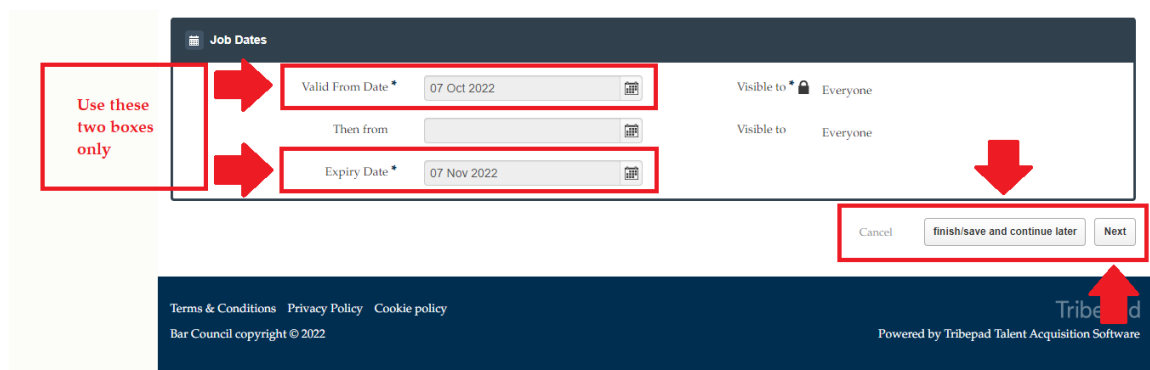 Job Dates
Use these
two boxes
only
Valid From Date * 07 Oct 2022 Visible to * Everyone
Then from Visible to Everyone
Expiry Date * 07 Nov 2022
Cancel finish/save and continue later Next
Terms & Conditions Privacy Policy Cookie policy
Bar Council copyright © 2022
Powered by Tribepad Talent Acquisition Software